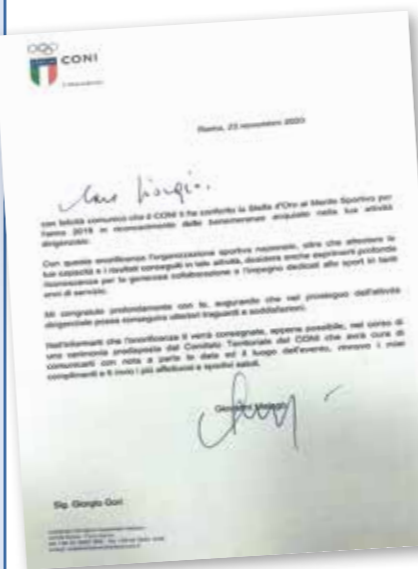 CONI
Roma, 23 novembre 2020
Caro Giorgio,
con felicità comunico che il CONI ti ha conferito la Stella d'Oro al Merito Sportivo per
l'anno 2019 in riconoscimento delle benemerenze acquisite nella tua attività
dirigenziale.
Con questa onorificenza l'organizzazione sportiva nazionale, oltre che attestare le
tue capacità e i risultati conseguiti in tale attività, desidera anche esprimerti profonda
riconoscenza per la generosa collaborazione e l'impegno dedicati allo sport in tanti
anni di servizio.
Mi congratulo profondamente con te, augurando che nel prosieguo dell'attività
dirigenziale possa conseguire ulteriori traguardi e soddisfazioni.
Nell'informarti che l'onorificenza ti verrà consegnata, appena possibile, nel corso di
una cerimonia predisposta dal Comitato Territoriale del CONI che avrà cura di
comunicarti con nota a parte la data ed il luogo dell'evento, rinnovo i miei
complimenti e ti invio i più affettuosi e sportivi saluti.
Giovanni Malagò
Sig. Giorgio Gori